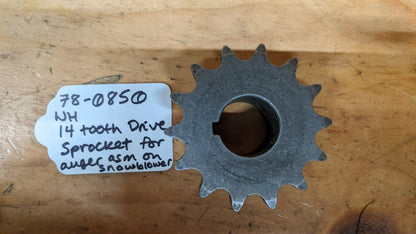 78-0850
NH
14 tooth Drive
Sprocket for
auger asm on
snowblower